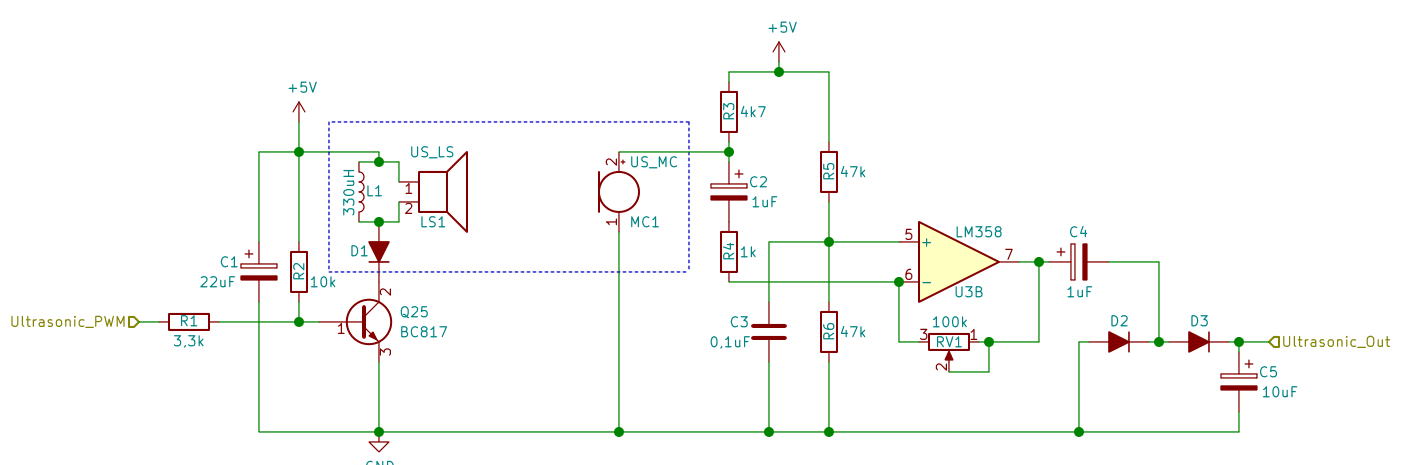 +5V
+5V
R3
4k7
US_LS
2
US_MC
330uH
L1
1
2
LS1
1
MC1
C2
1uF
R5
47k
R4
1k
D1
C1
22uF
R2
10k
2
5
LM358
7
6
U3B
C4
1uF
Ultrasonic_PWM
R1
3,3k
1
Q25
BC817
3
C3
0,1uF
R6
47k
100k
3
RV1
1
2
D2
D3
Ultrasonic_Out
C5
10uF
GND